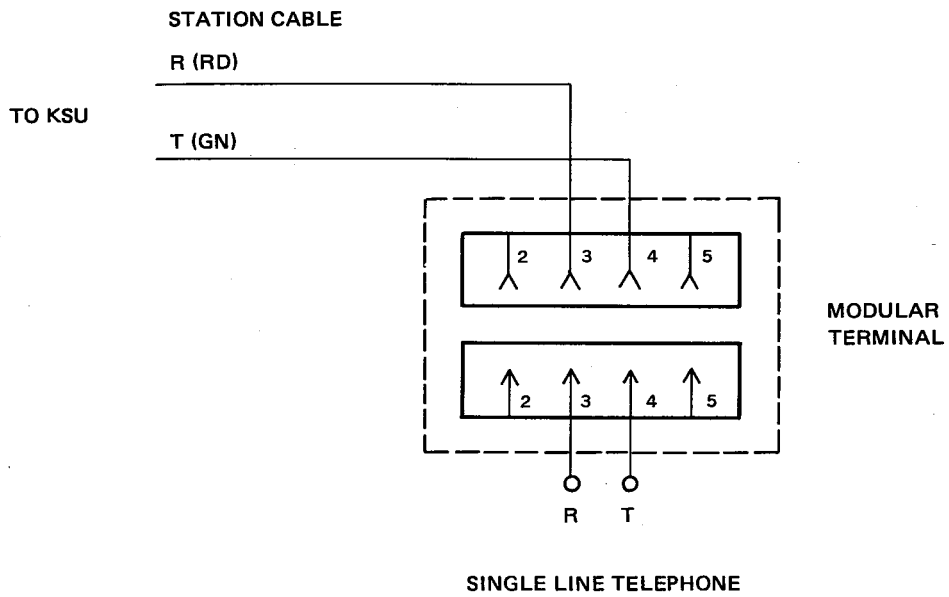 STATION CABLE
R (RD)
TO KSU
T (GN)
2 3 4 5
MODULAR
TERMINAL
2 3 4 5
R T
SINGLE LINE TELEPHONE